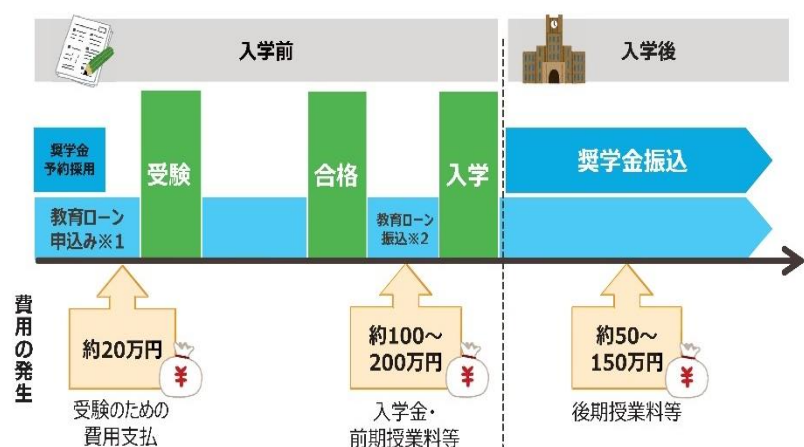 入学前
入学後
奨学金
予約採用
受験
合格
入学
奨学金振込
教育ローン
申込み※1
教育ローン
振込※2
費用の発生
約20万円
¥
約100～
200万円
¥
約50～
150万円
¥
受験のための
費用支払
入学金・
前期授業料等
後期授業料等